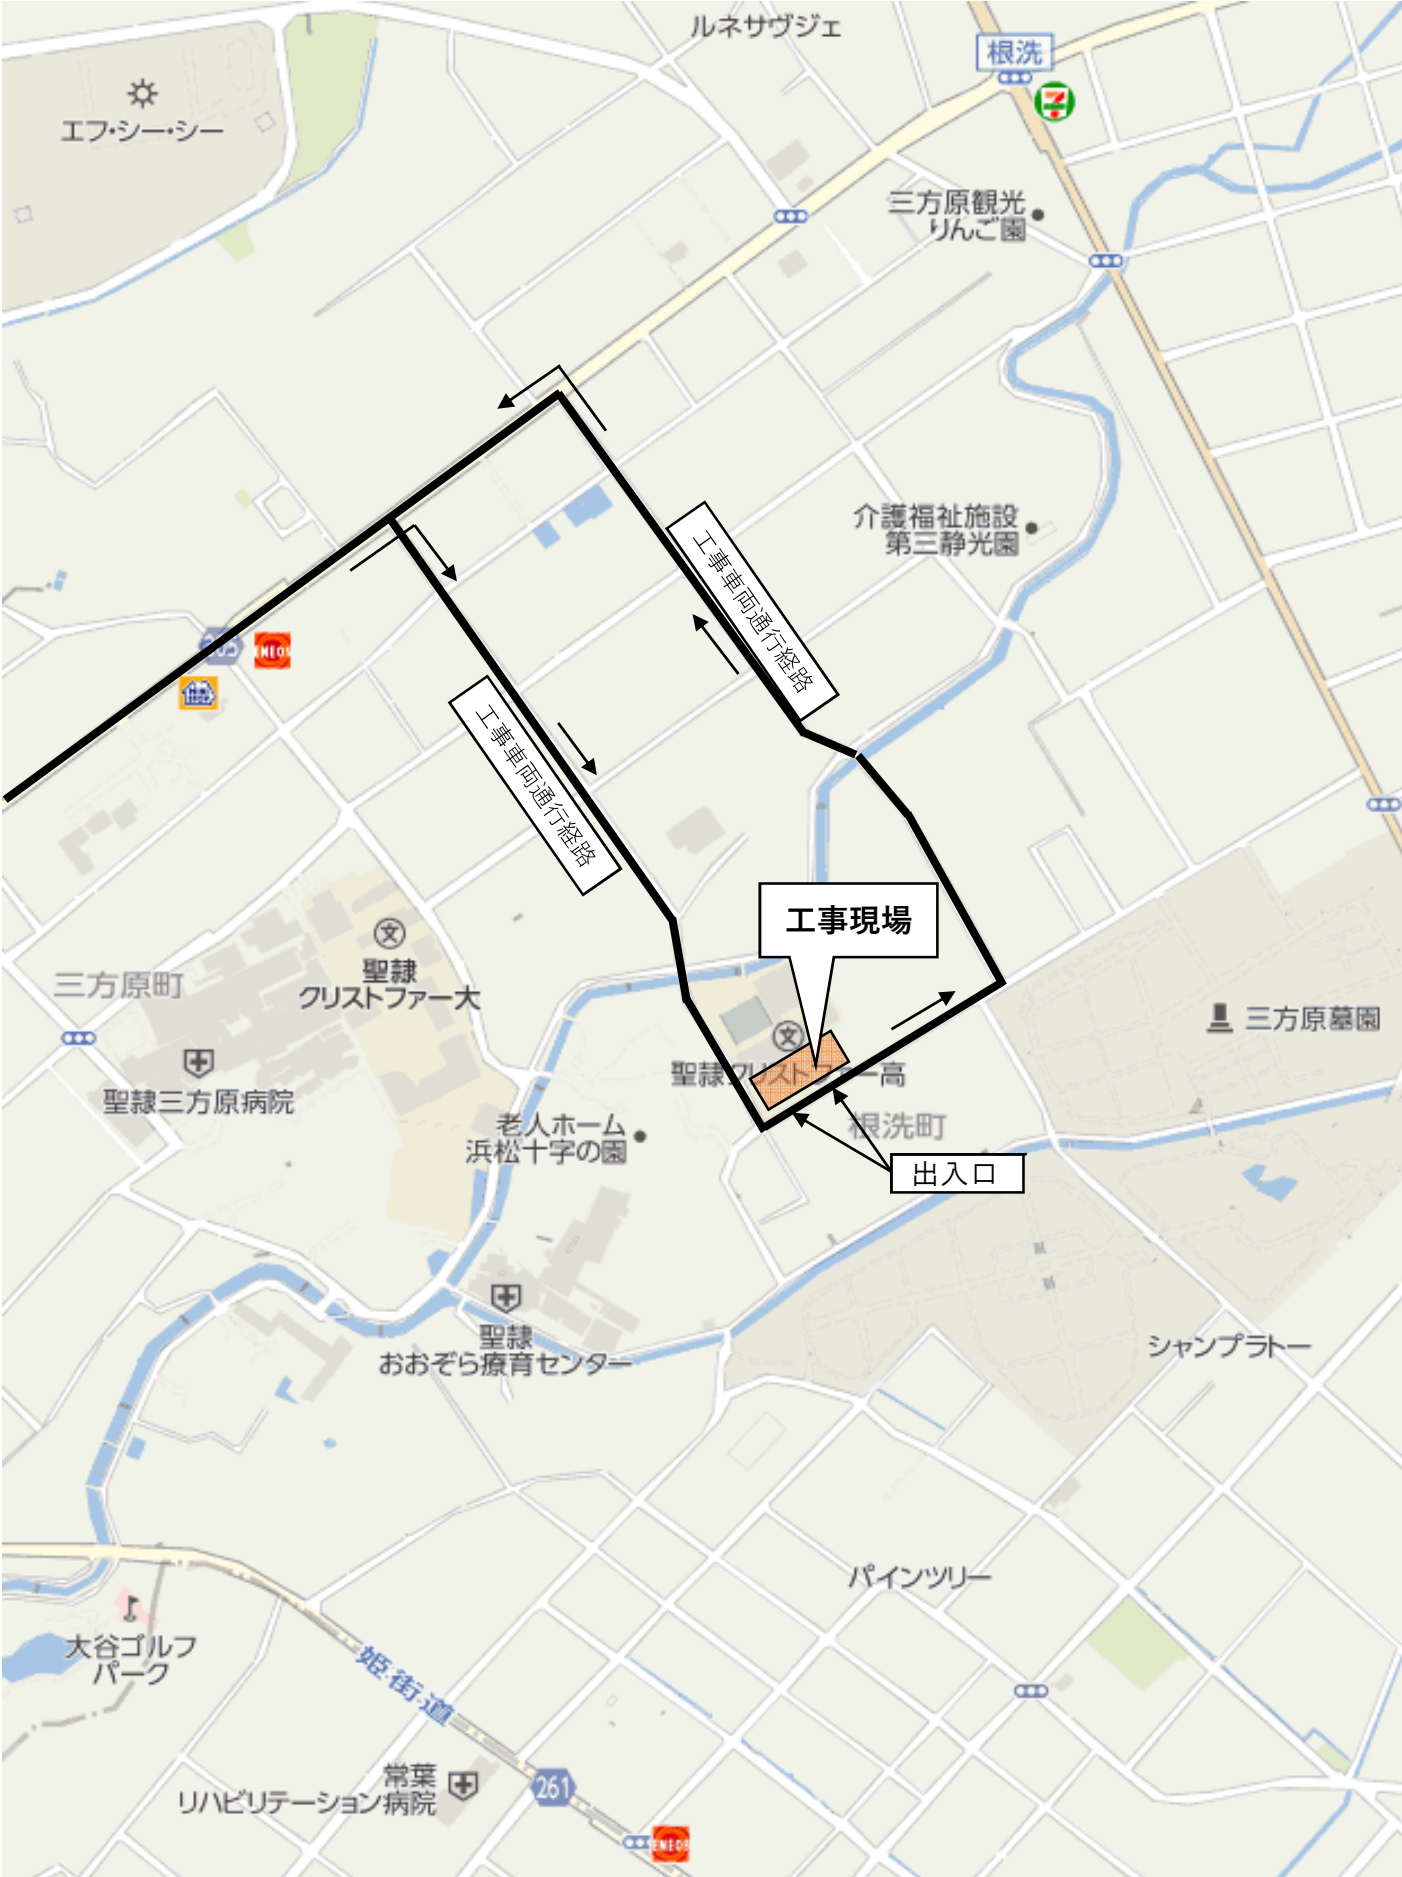 ルネサヴジェ
根洗
エフ・シー・シー
三方原観光
りんご園
介護福祉施設
第三静光園
工事車両通行経路
ENEOS
工事車両通行経路
工事現場
三方原町
聖隷
クリストファー大
三方原墓園
聖隷三方原病院
聖隷クリストファー高
老人ホーム
浜松十字の園
根洗町
出入口
聖隷
おおぞら療育センター
シャンプラトー
パインツリー
大谷ゴルフ
パーク
姫街道
常葉
リハビリテーション病院
261
ENEOS